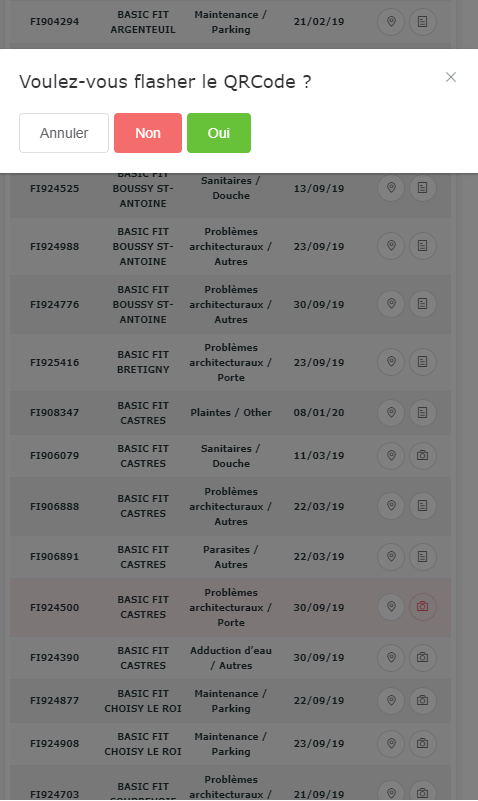 FI904294 BASIC FIT ARGENTEUIL Maintenance / Parking 21/02/19
Voulez-vous flasher le QRCode ?
Annuler Non Oui
FI924525 BASIC FIT BOUSSY ST-ANTOINE Sanitaires / Douche 13/09/19
FI924988 BASIC FIT BOUSSY ST-ANTOINE Problèmes architecturaux / Autres 23/09/19
FI924776 BASIC FIT BOUSSY ST-ANTOINE Problèmes architecturaux / Autres 30/09/19
FI925416 BASIC FIT BRETIGNY Problèmes architecturaux / Porte 23/09/19
FI908347 BASIC FIT CASTRES Plaintes / Other 08/01/20
FI906079 BASIC FIT CASTRES Sanitaires / Douche 11/03/19
FI906888 BASIC FIT CASTRES Problèmes architecturaux / Autres 22/03/19
FI906891 BASIC FIT CASTRES Parasites / Autres 22/03/19
FI924500 BASIC FIT CASTRES Problèmes architecturaux / Porte 30/09/19
FI924390 BASIC FIT CASTRES Adduction d'eau / Autres 30/09/19
FI924877 BASIC FIT CHOISY LE ROI Maintenance / Parking 22/09/19
FI924908 BASIC FIT CHOISY LE ROI Maintenance / Parking 23/09/19
FI924703 BASIC FIT Problèmes architecturaux / 21/09/19